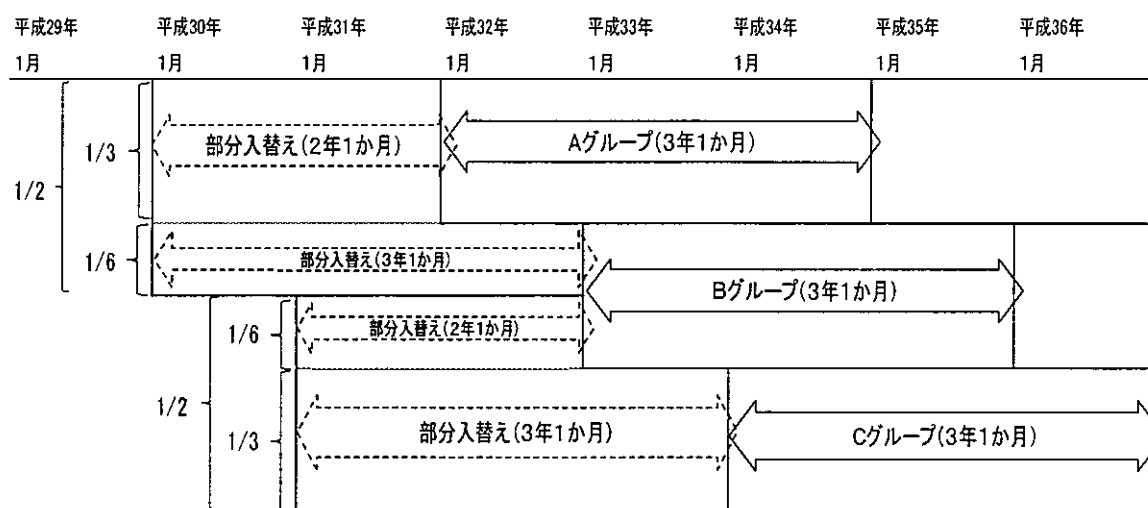 平成29年 平成30年 平成31年 平成32年 平成33年 平成34年 平成35年 平成36年
1月 1月 1月 1月 1月 1月 1月 1月
部分入替え(2年1か月) Aグループ(3年1か月)
1/3
1/2
部分入替え(3年1か月)
1/6
Bグループ(3年1か月)
部分入替え(2年1か月)
1/6
1/2
部分入替え(3年1か月) Cグループ(3年1か月)
1/3